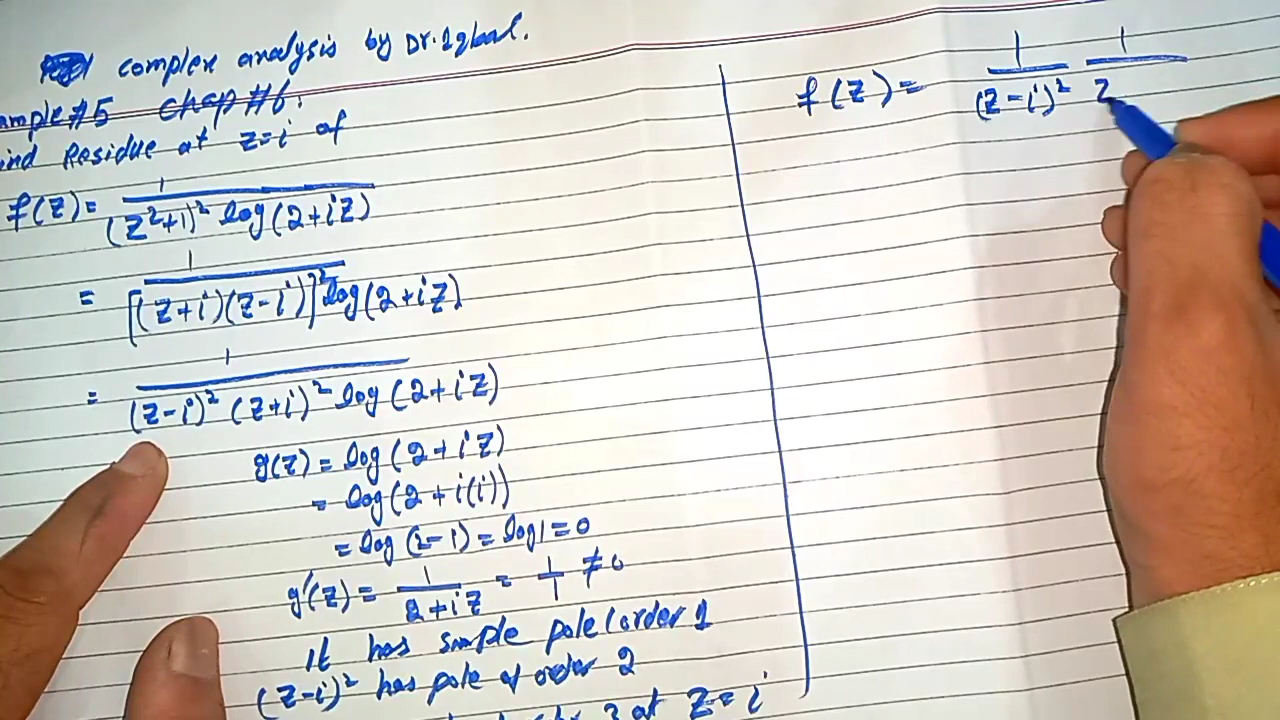 complex analysis by Dr. Iqbal.
ample #5 Chap #6.
ind Residue at z=i of
f(z) = 1/((z²+1)² log(2+iz))
= 1/([(z+i)(z-i)]² log(2+iz))
= 1/((z-i)² (z+i)² log(2+iz))
g(z) = log(2+iz)
= log(2+i(i))
= log(2-1) = log1 = 0
g'(z) = 1/(2+iz) = 1/1 ≠ 0
It has simple pole (order 1
(z-i)² has pole of order 2
3 at z=i
f(z) = 1/(z-i)² 1/z